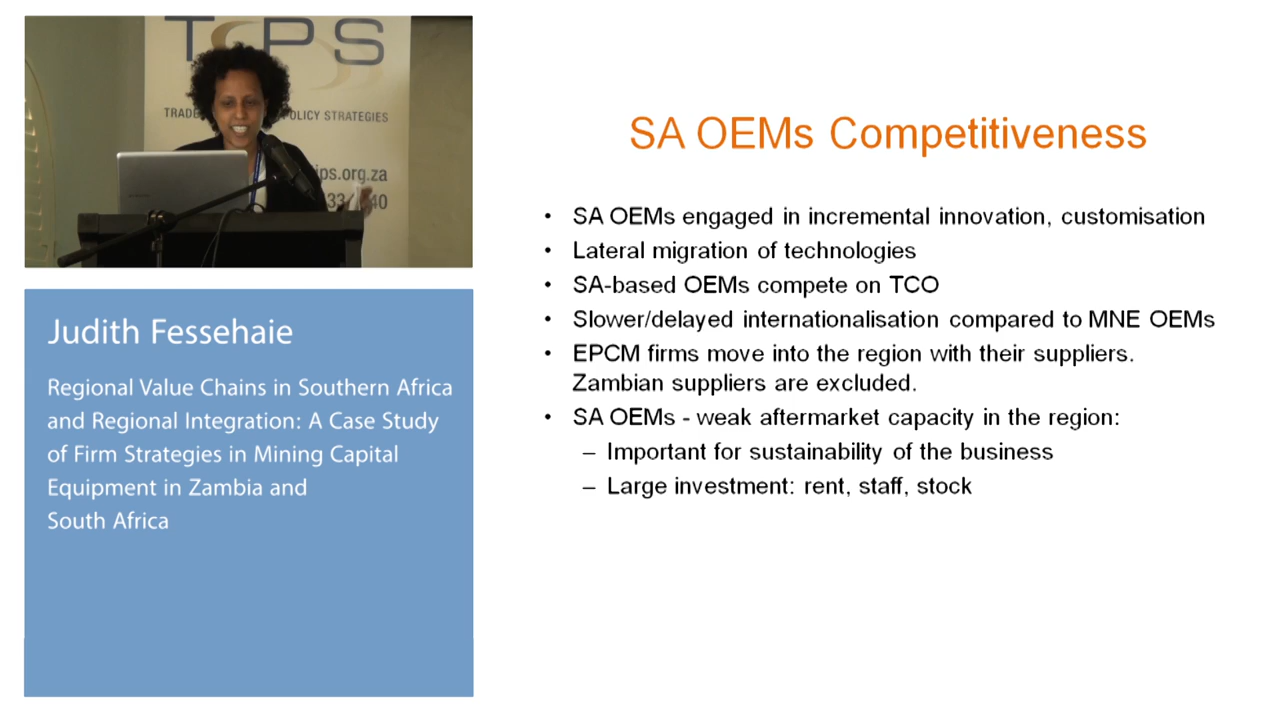 TIPS
TRADE POLICY STRATEGIES
ips.org.za
Judith Fessehaie
Regional Value Chains in Southern Africa
and Regional Integration: A Case Study
of Firm Strategies in Mining Capital
Equipment in Zambia and
South Africa
SA OEMs Competitiveness
• SA OEMs engaged in incremental innovation, customisation
• Lateral migration of technologies
• SA-based OEMs compete on TCO
• Slower/delayed internationalisation compared to MNE OEMs
• EPCM firms move into the region with their suppliers.
Zambian suppliers are excluded.
• SA OEMs - weak aftermarket capacity in the region:
– Important for sustainability of the business
– Large investment: rent, staff, stock